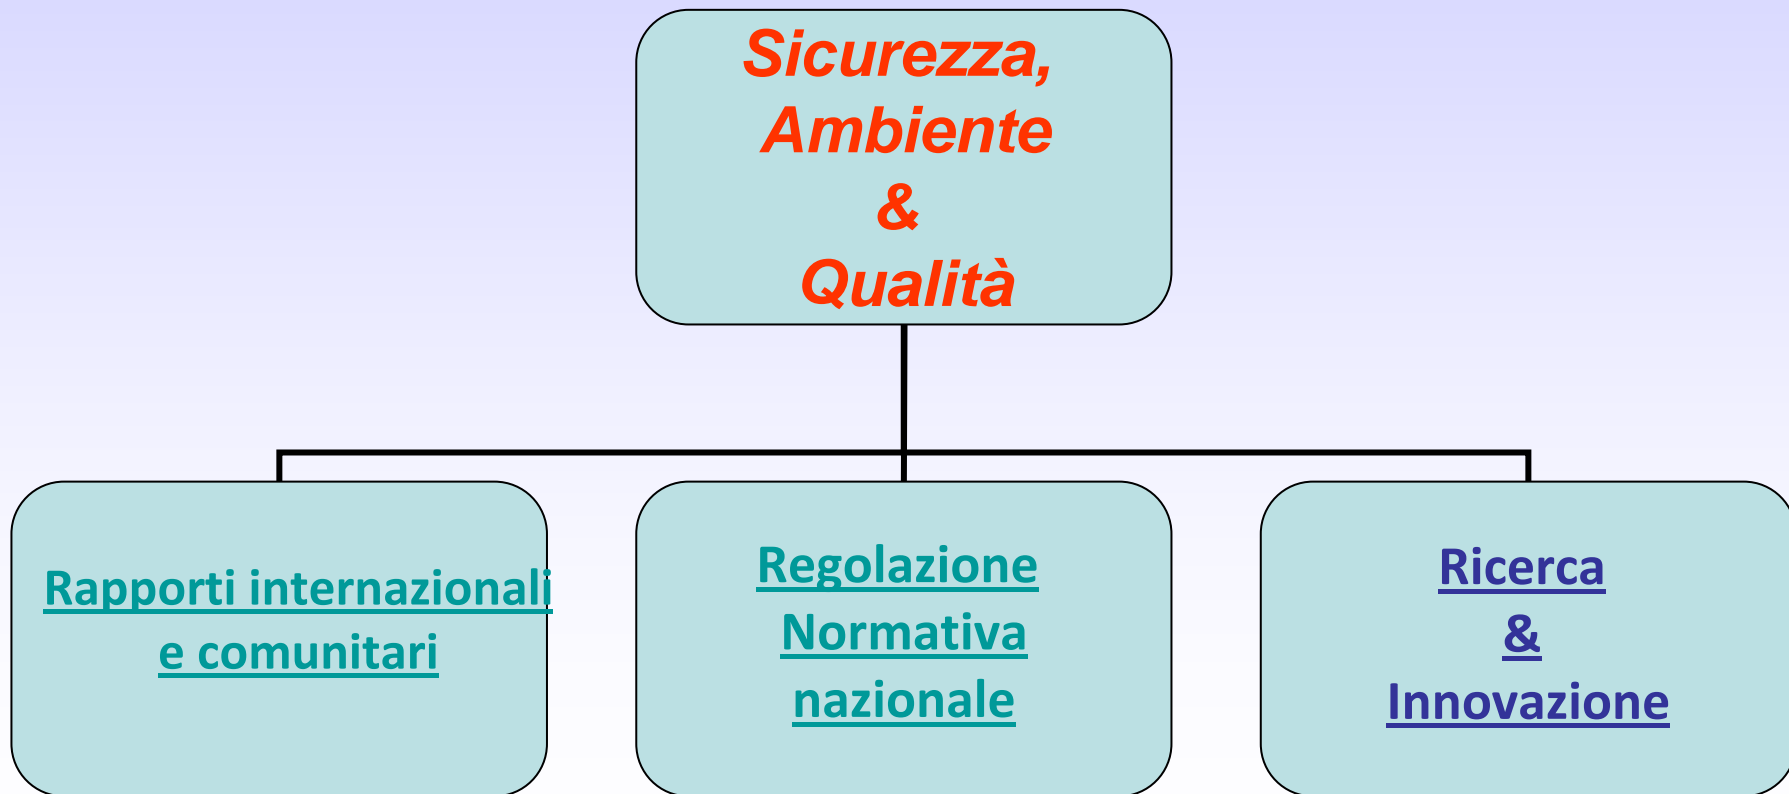 Sicurezza,
Ambiente
&
Qualità
Rapporti internazionali
e comunitari
Regolazione
Normativa
nazionale
Ricerca
&
Innovazione